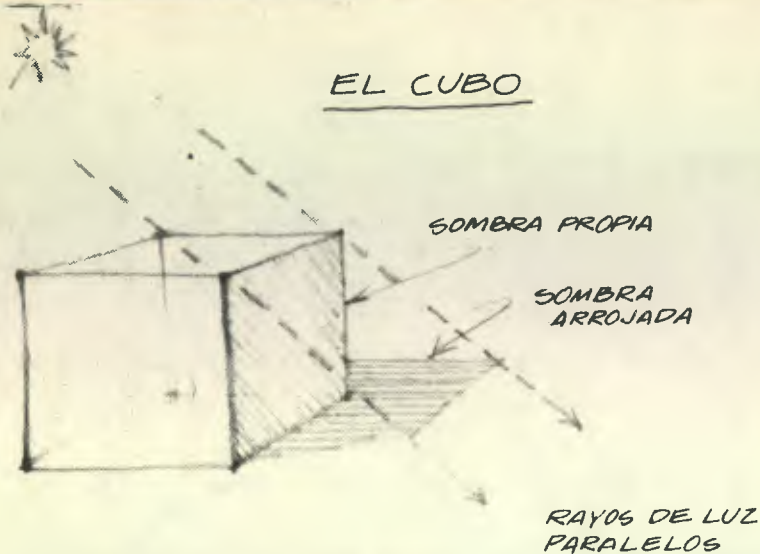 EL CUBO
SOMBRA PROPIA
SOMBRA
ARROJADA
RAYOS DE LUZ
PARALELOS